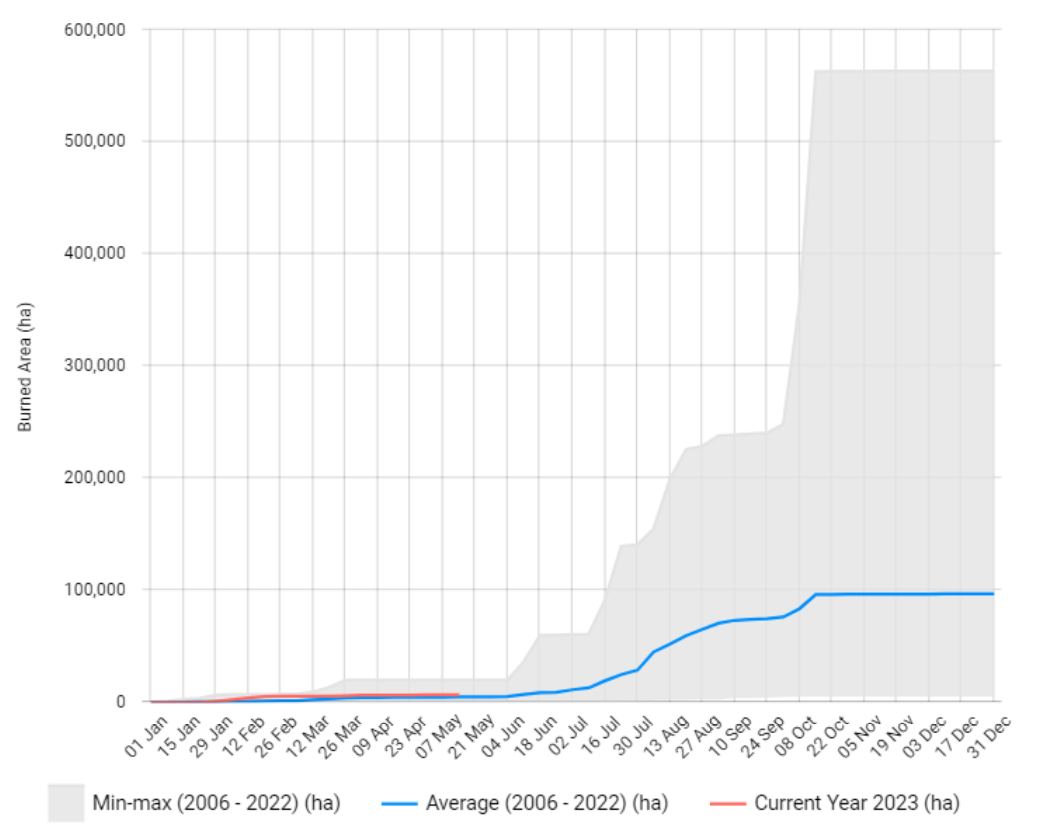 600,000
500,000
400,000
300,000
200,000
100,000
0
Burned Area (ha)
01 Jan
15 Jan
29 Jan
12 Feb
26 Feb
12 Mar
26 Mar
09 Apr
23 Apr
07 May
21 May
04 Jun
18 Jun
02 Jul
16 Jul
30 Jul
13 Aug
27 Aug
10 Sep
24 Sep
08 Oct
22 Oct
05 Nov
19 Nov
03 Dec
17 Dec
31 Dec
Min-max (2006 - 2022) (ha) Average (2006 - 2022) (ha) Current Year 2023 (ha)